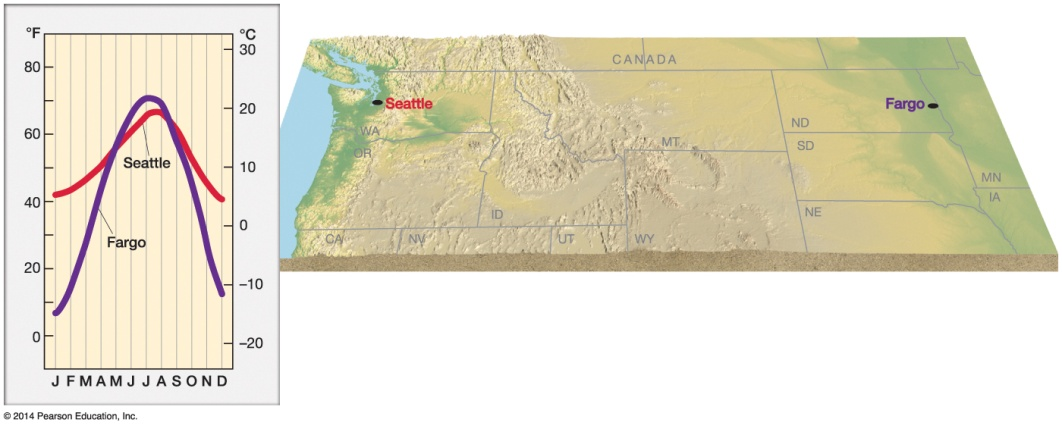 °F
°C
80
60
40
20
0
30
20
10
0
–10
–20
Seattle
Fargo
J F M A M J J A S O N D
CANADA
Seattle
Fargo
WA
OR
ID
MT
ND
SD
MN
IA
NE
CA
NV
UT
WY
© 2014 Pearson Education, Inc.